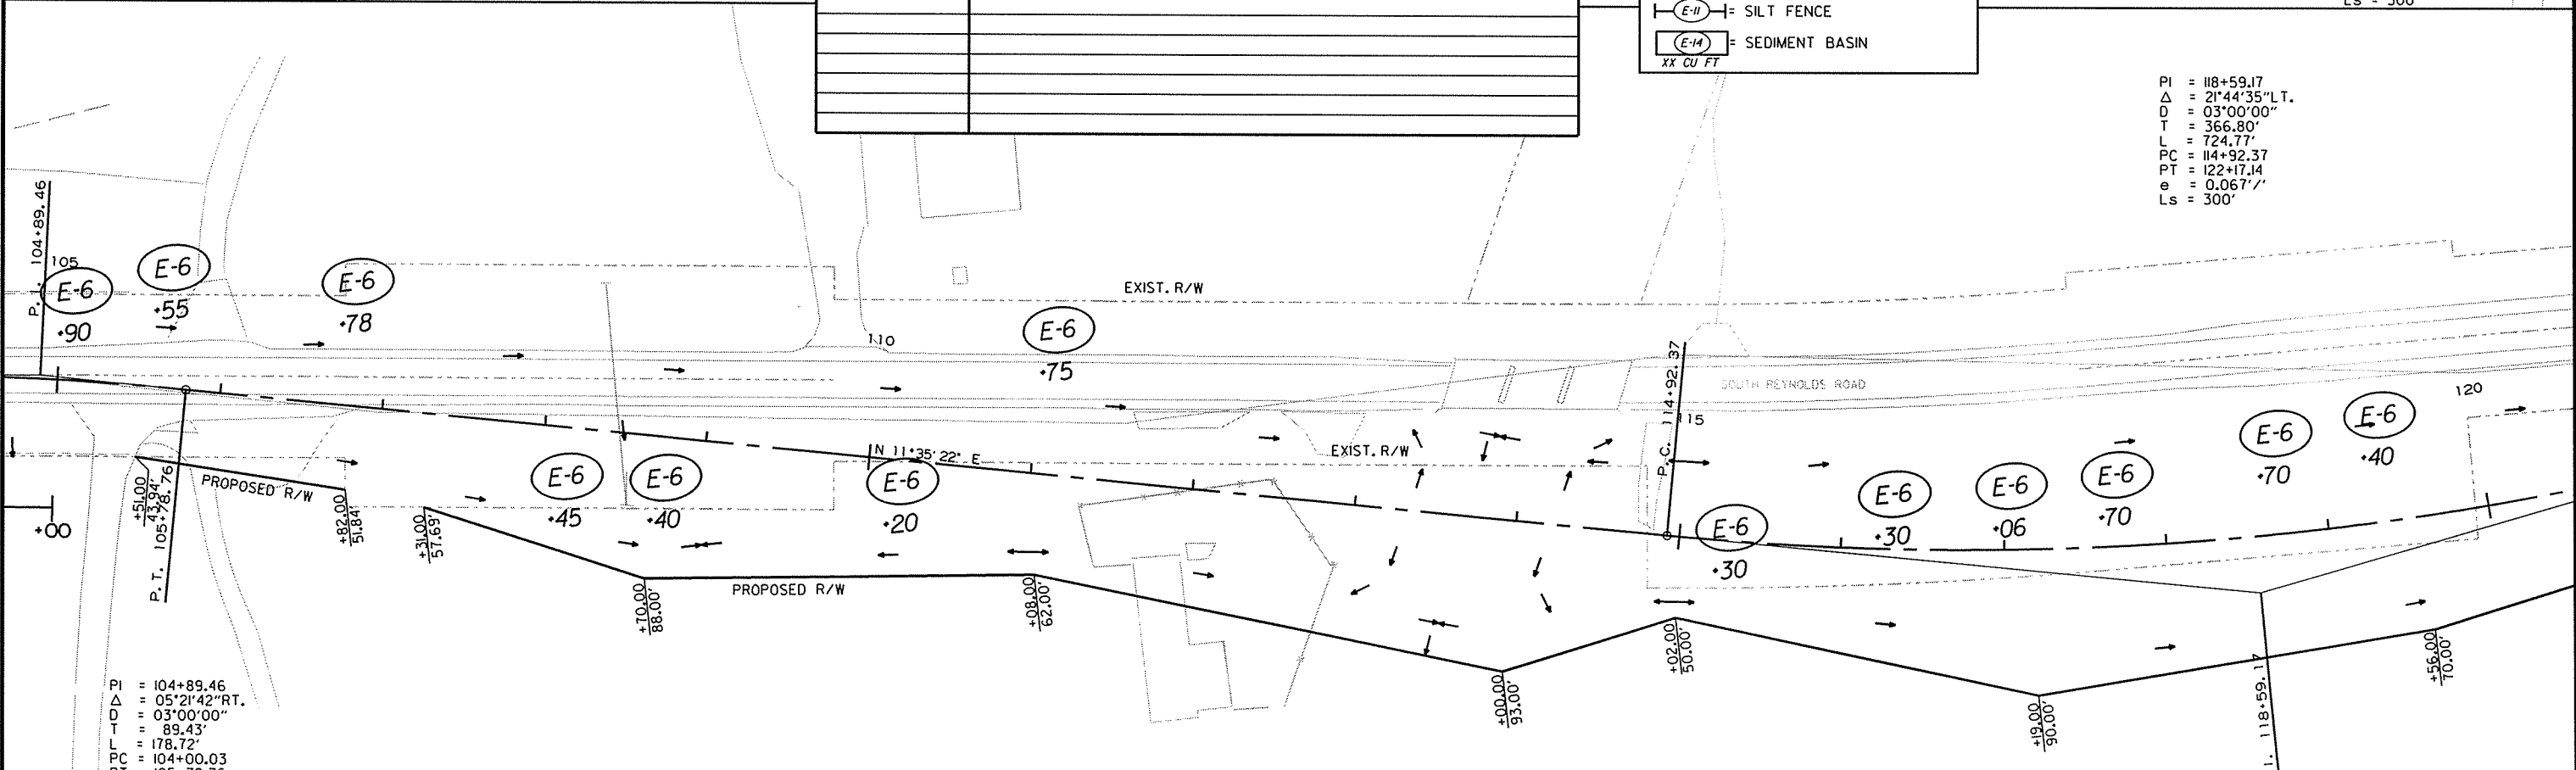 Ls = 300'
E-11 = SILT FENCE
E-14 = SEDIMENT BASIN
XX CU FT
PI = 118+59.17
Δ = 21°44'35"LT.
D = 03°00'00"
T = 366.80'
L = 724.77'
PC = 114+92.37
PT = 122+17.14
e = 0.067'/'
Ls = 300'
P.I. 104+89.46
105
E-6
+90
E-6
+55
E-6
+78
110
E-6
+75
EXIST. R/W
P.C. 114+92.37
115
SOUTH REYNOLDS ROAD
120
N 11°35'22" E
EXIST. R/W
+00
+51.00
43.94'
P.T. 105+78.76
PROPOSED R/W
+82.00
51.84'
+31.00
57.69'
E-6
+45
E-6
+40
E-6
+20
E-6
+30
E-6
+30
E-6
+06
E-6
+70
E-6
+70
E-6
+40
+70.00
88.00'
PROPOSED R/W
+08.00
62.00'
+00.00
93.00'
+02.00
50.00'
+19.00
90.00'
+56.00
70.00'
118+59.17
PI = 104+89.46
Δ = 05°21'42"RT.
D = 03°00'00"
T = 89.43'
L = 178.72'
PC = 104+00.03